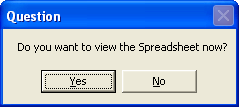 Question
Do you want to view the Spreadsheet now?
Yes No